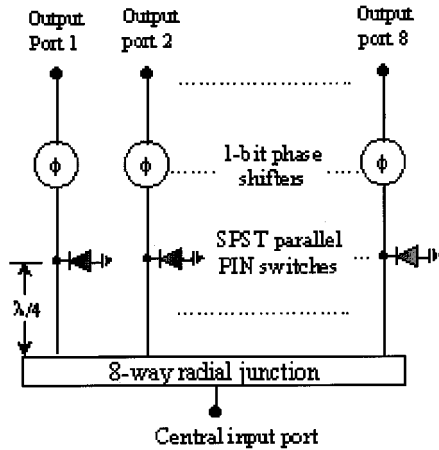 Output
Port 1
Output
port 2
Output
port 8
ϕ
ϕ
ϕ
1-bit phase
shifters
SPST parallel
PIN switches
λ/4
8-way radial junction
Central input port